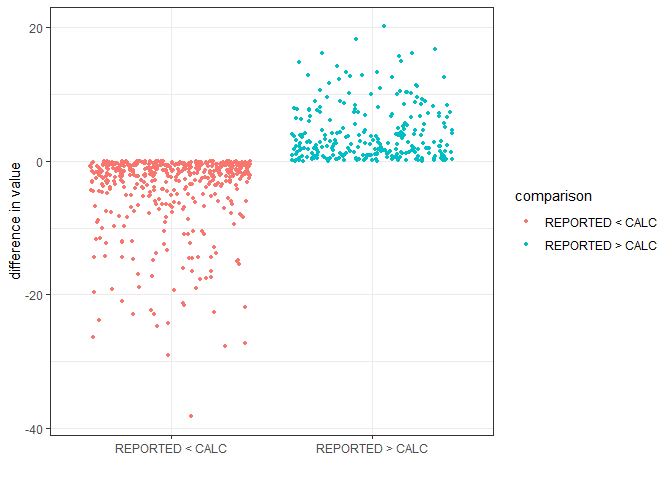 20
0
-20
-40
difference in value
REPORTED < CALC
REPORTED > CALC
comparison
REPORTED < CALC
REPORTED > CALC